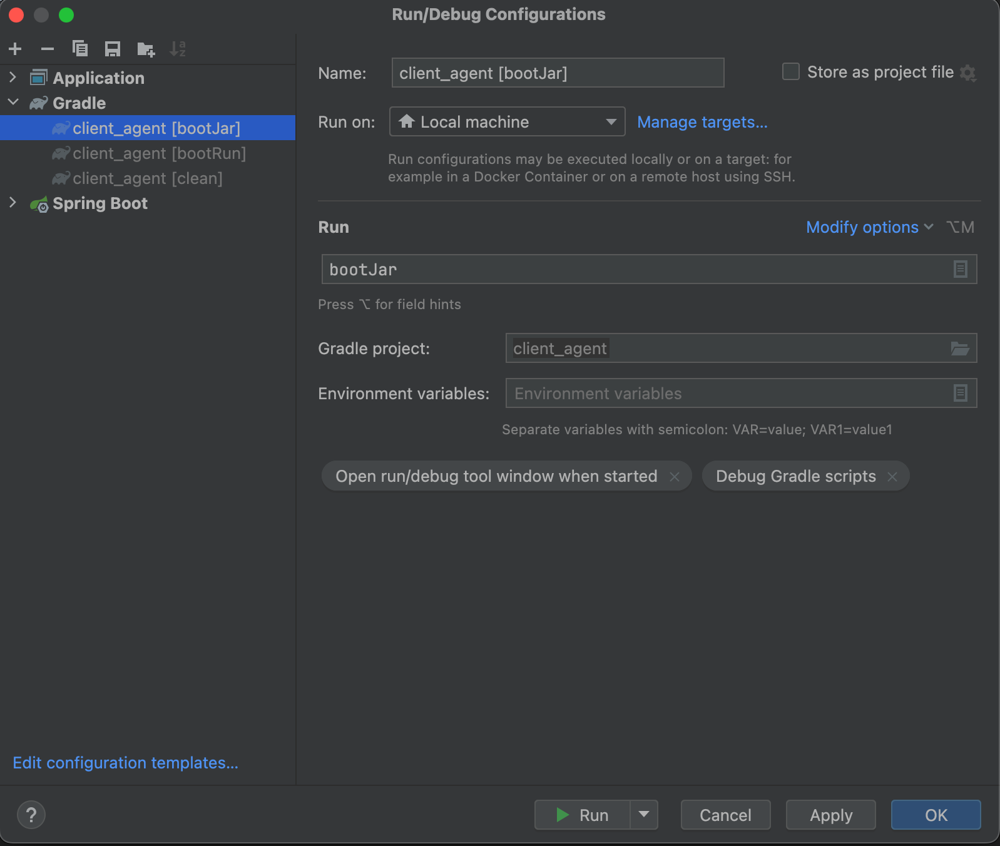 Run/Debug Configurations
Application
Gradle
client_agent [bootJar]
client_agent [bootRun]
client_agent [clean]
Spring Boot
Edit configuration templates...
Name:
client_agent [bootJar]
Store as project file
Run on:
Local machine
Manage targets...
Run configurations may be executed locally or on a target: for
example in a Docker Container or on a remote host using SSH.
Run
Modify options
⌥M
bootJar
Press ⌥ for field hints
Gradle project:
client_agent
Environment variables:
Environment variables
Separate variables with semicolon: VAR=value; VAR1=value1
Open run/debug tool window when started
Debug Gradle scripts
?
Run
Cancel
Apply
OK